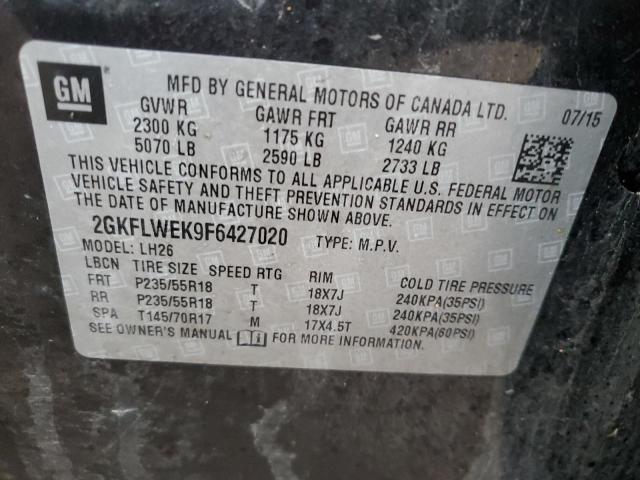 GM
MFD BY GENERAL MOTORS OF CANADA LTD.
GVWR GAWR FRT GAWR RR 07/15
2300 KG 1175 KG 1240 KG
5070 LB 2590 LB 2733 LB
THIS VEHICLE CONFORMS TO ALL APPLICABLE U.S. FEDERAL MOTOR
VEHICLE SAFETY AND THEFT PREVENTION STANDARDS IN EFFECT ON
THE DATE OF MANUFACTURE SHOWN ABOVE.
2GKFLWEK9F6427020 TYPE: M.P.V.
MODEL: LH26
LBCN TIRE SIZE SPEED RTG RIM COLD TIRE PRESSURE
FRT P235/55R18 T 18X7J 240KPA(35PSI)
RR P235/55R18 T 18X7J 240KPA(35PSI)
SPA T145/70R17 M 17X4.5T 420KPA(60PSI)
SEE OWNER'S MANUAL FOR MORE INFORMATION.